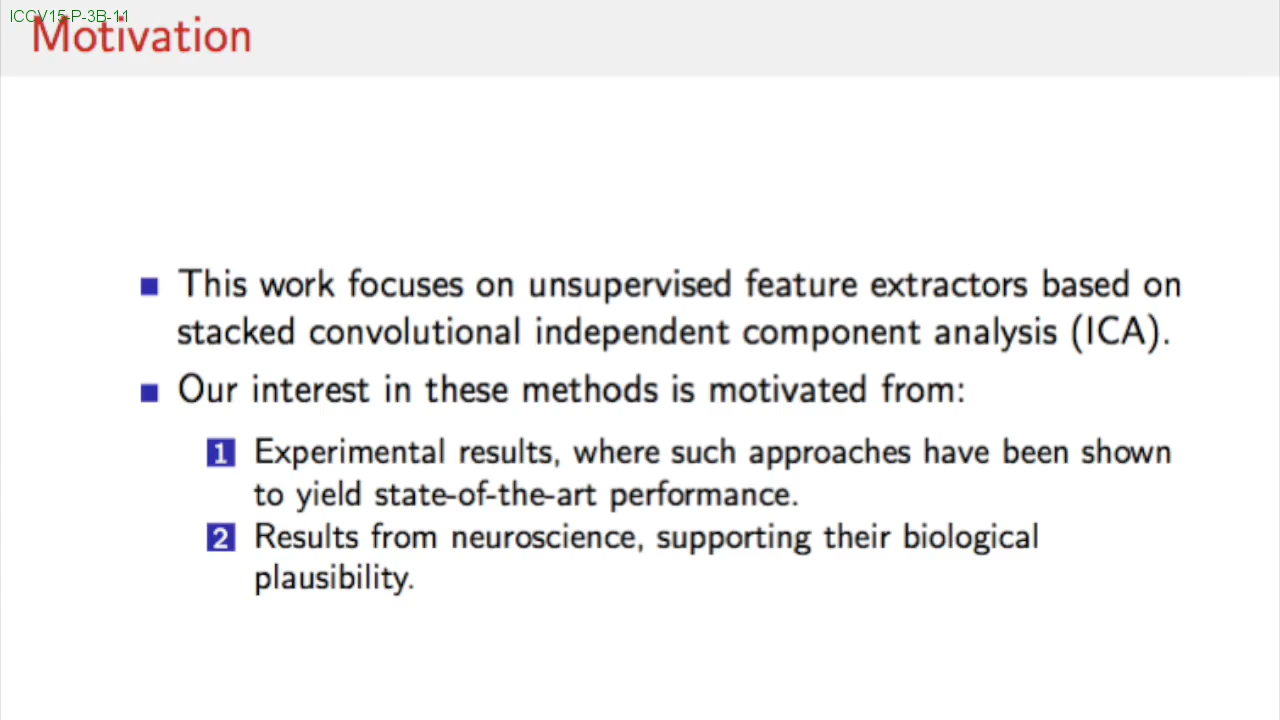 ICCV15-P-3B-11
Motivation
This work focuses on unsupervised feature extractors based on
stacked convolutional independent component analysis (ICA).
Our interest in these methods is motivated from:
1 Experimental results, where such approaches have been shown
to yield state-of-the-art performance.
2 Results from neuroscience, supporting their biological
plausibility.